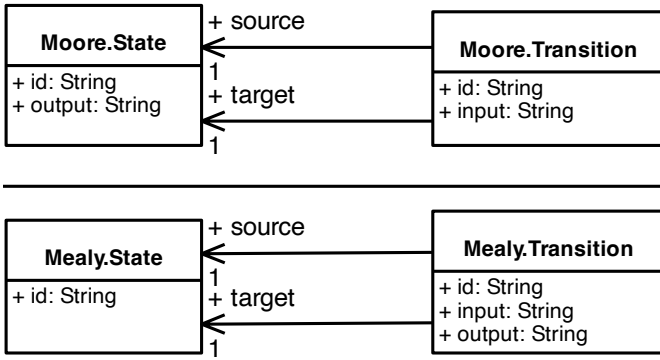 + source
Moore.State
Moore.Transition
+ id: String
+ output: String
1
+ target
+ id: String
+ input: String
1
+ source
Mealy.State
Mealy.Transition
+ id: String
1
+ target
+ id: String
+ input: String
+ output: String
1